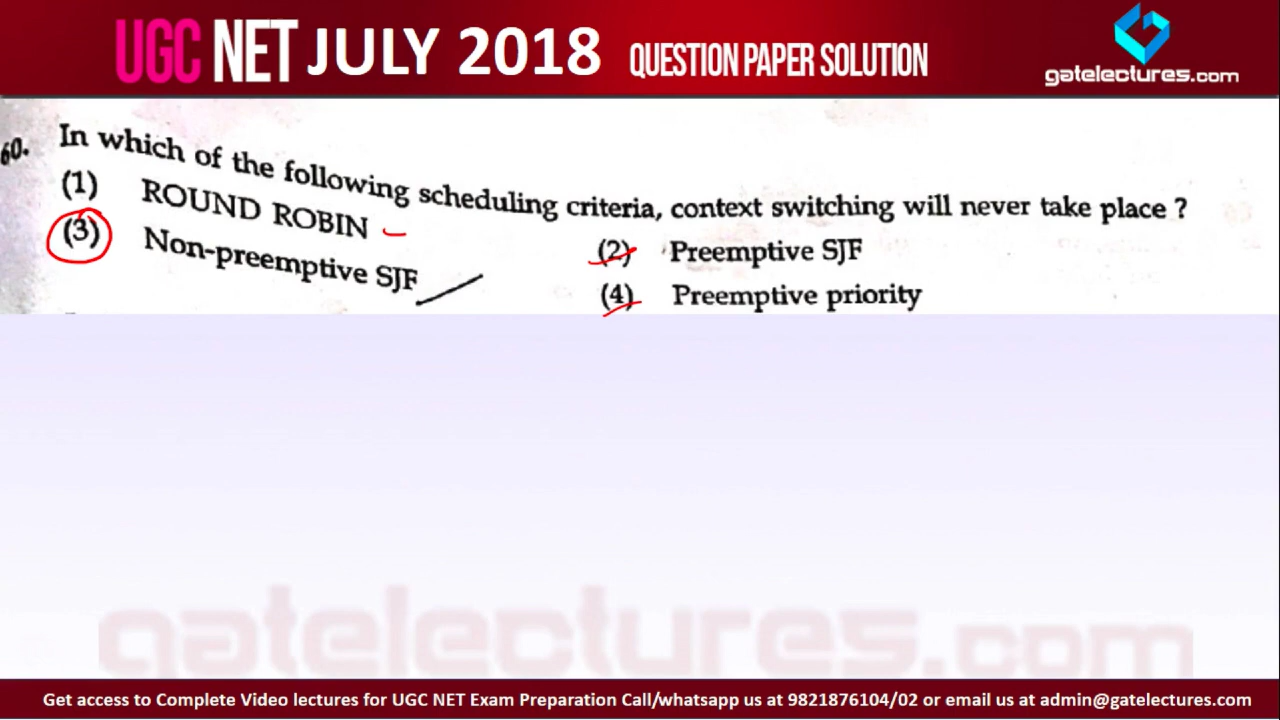 UGC NET JULY 2018 QUESTION PAPER SOLUTION
gatelectures.com
60. In which of the following scheduling criteria, context switching will never take place ?
(1) ROUND ROBIN
(2) Preemptive SJF
(3) Non-preemptive SJF
(4) Preemptive priority
gatelectures.com
Get access to Complete Video lectures for UGC NET Exam Preparation Call/whatsapp us at 9821876104/02 or email us at admin@gatelectures.com